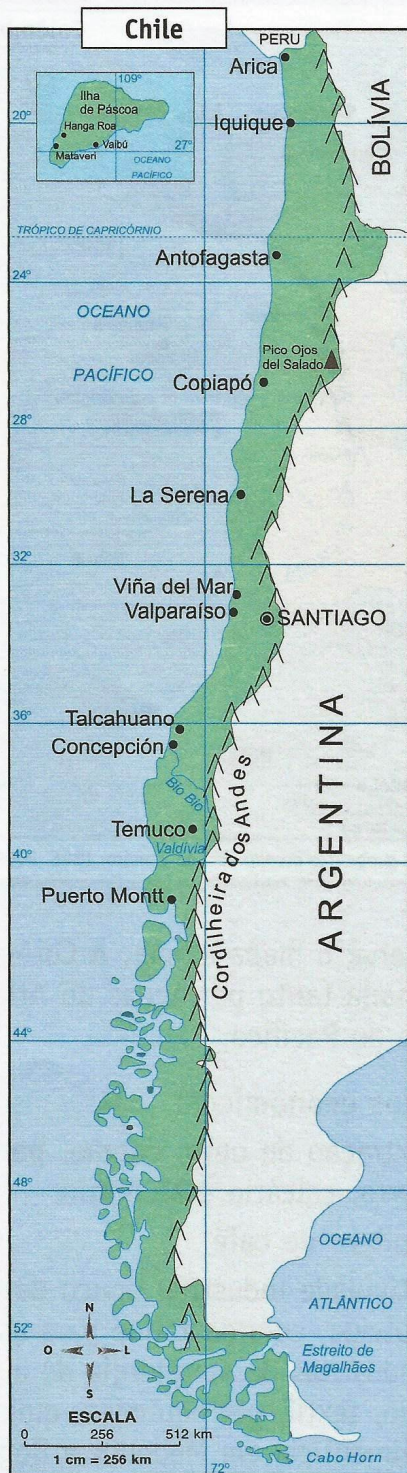 Chile
PERU
Arica
109°
Ilha
de Páscoa
Hanga Roa
Vaibú
Mataveri
27°
OCEANO
PACÍFICO
20°
Iquique
BOLÍVIA
TRÓPICO DE CAPRICÓRNIO
Antofagasta
24°
OCEANO
PACÍFICO
Pico Ojos
del Salado
Copiapó
28°
La Serena
32°
Viña del Mar
Valparaíso
SANTIAGO
36°
Talcahuano
Concepción
Bío Bío
Temuco
Valdívia
40°
Puerto Montt
Cordilheira dos Andes
ARGENTINA
44°
48°
OCEANO
ATLÂNTICO
52°
Estreito de
Magalhães
N
O L
S
ESCALA
0 256 512 km
1 cm = 256 km
72°
Cabo Horn